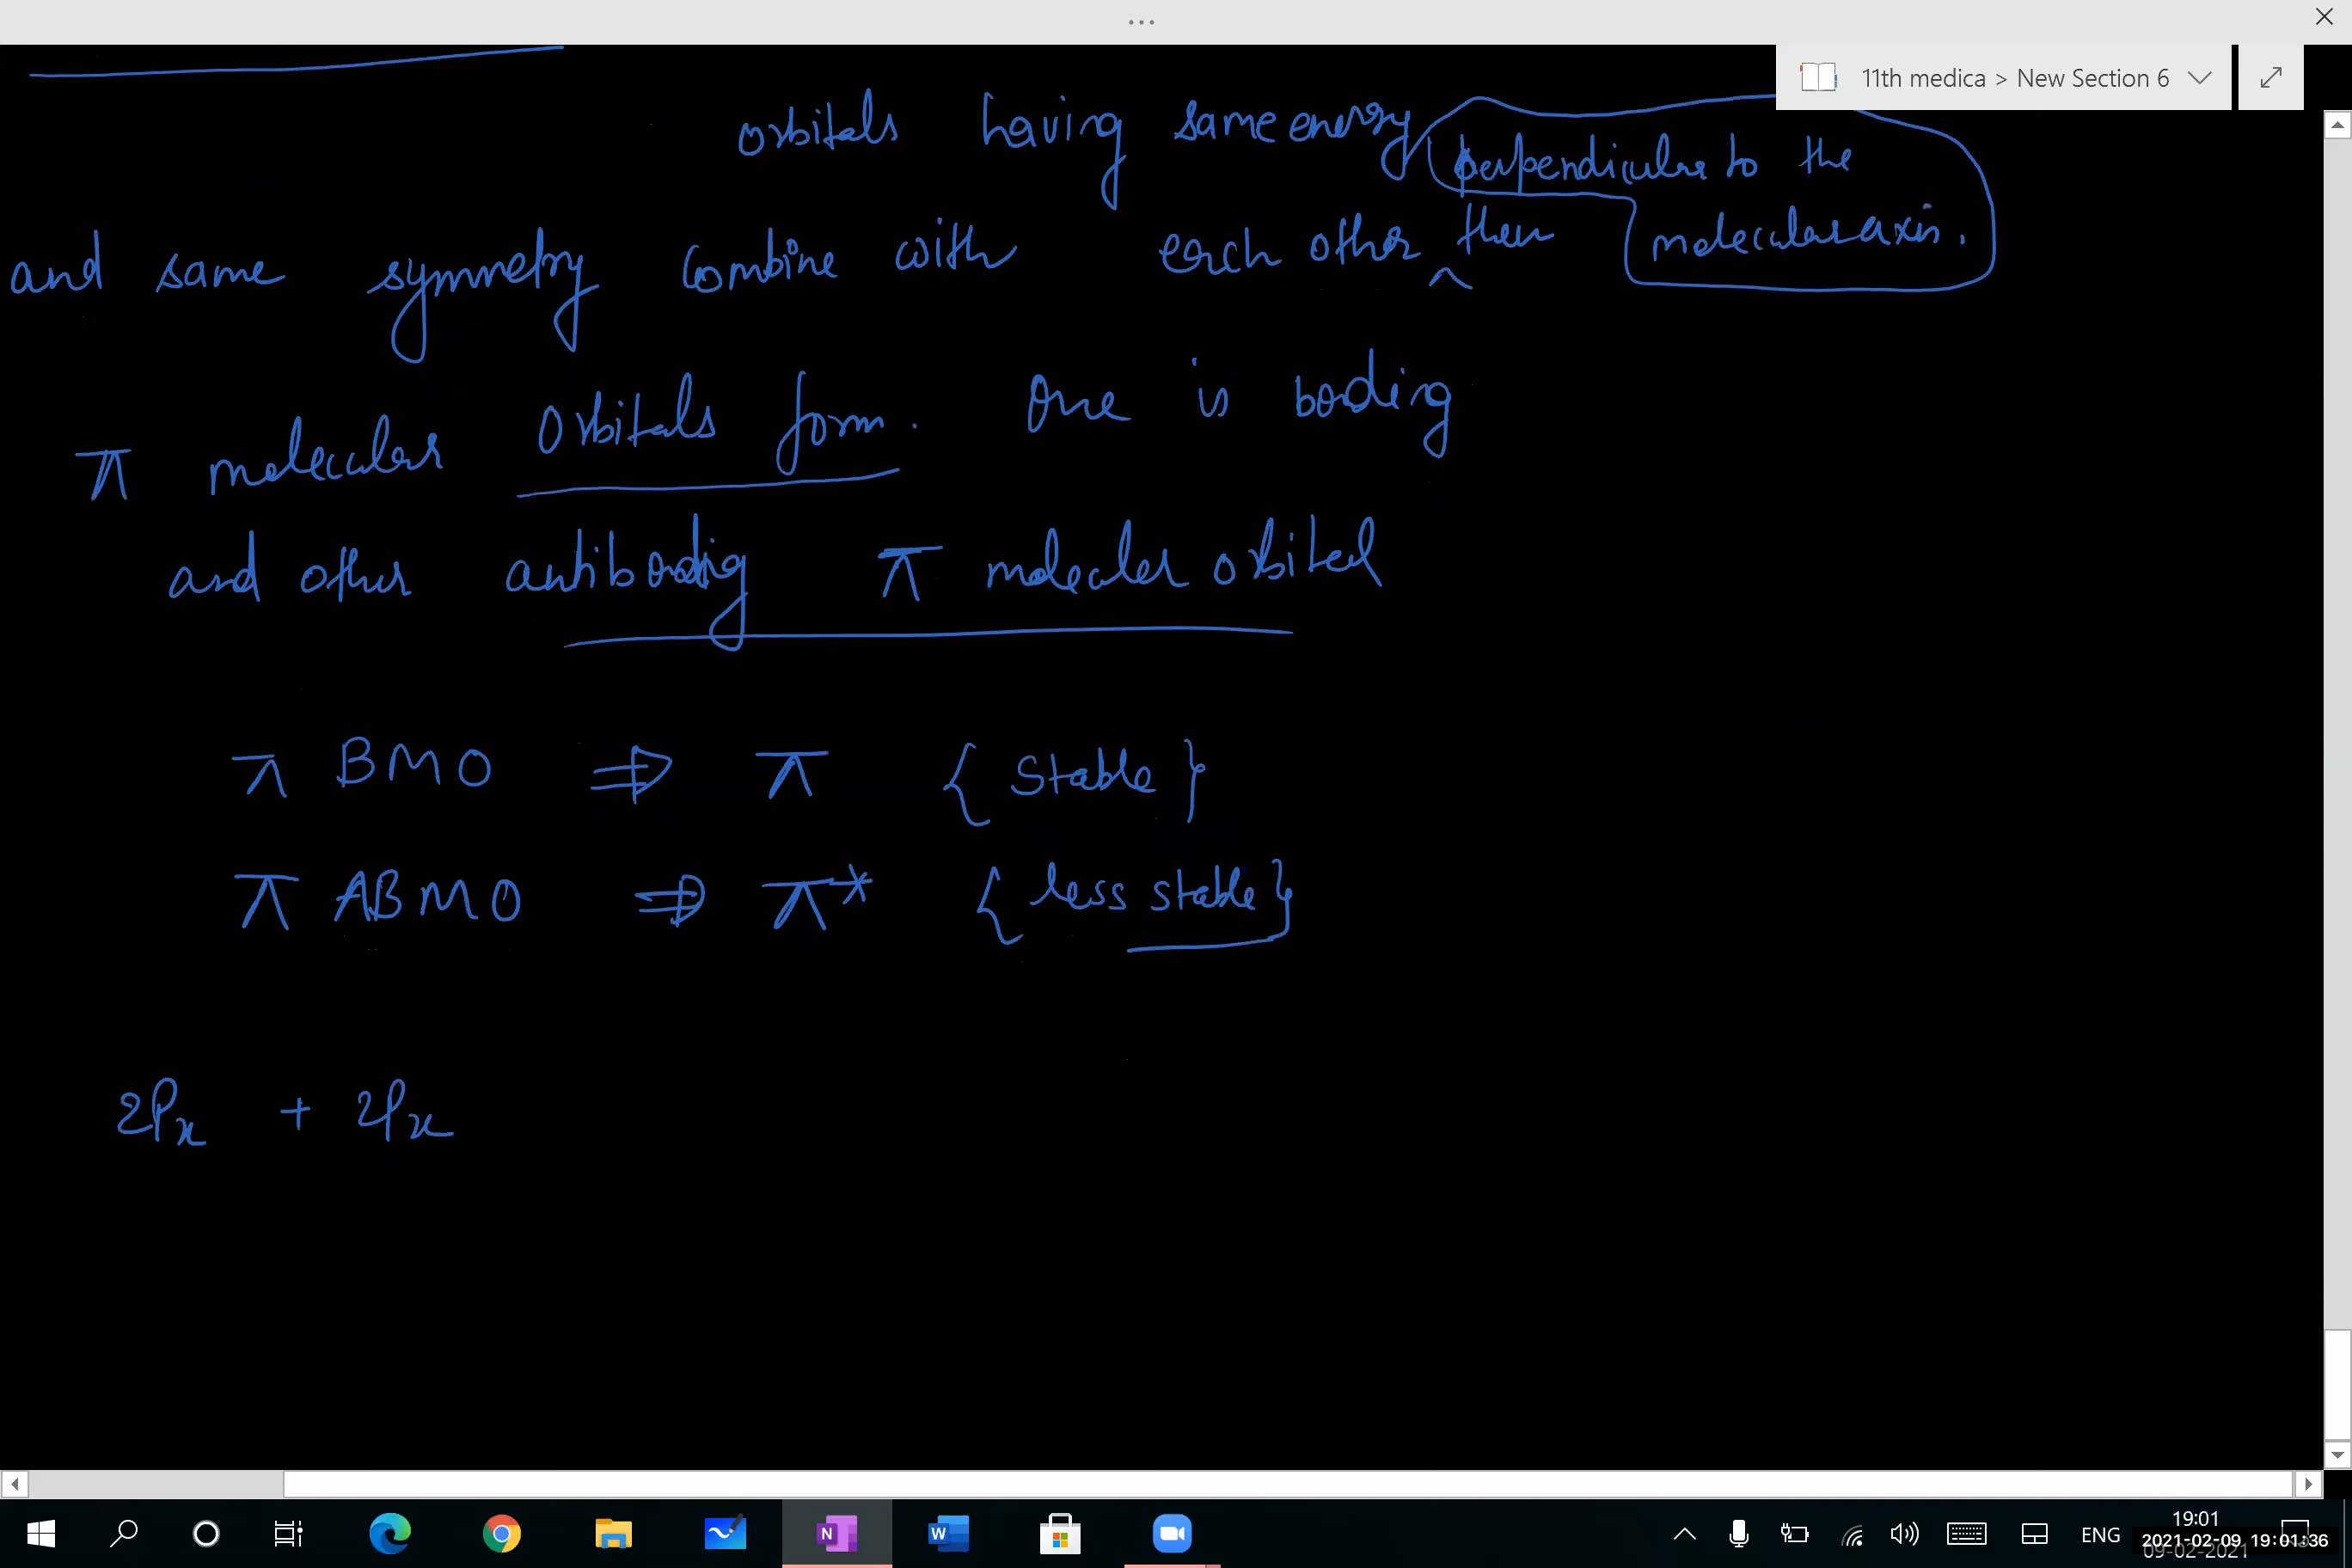 11th medica > New Section 6
orbitals having same energy perpendicular to the
and same symmetry combine with each other ^ then molecular axis.
π molecular orbitals form. One is bonding
and other antibonding π molecular orbital
π BMO ⇒ π { Stable }
π ABMO ⇒ π* { less stable }
2Px + 2Px
ENG
19:01
2021-02-09 19:01:36
09-02-2021